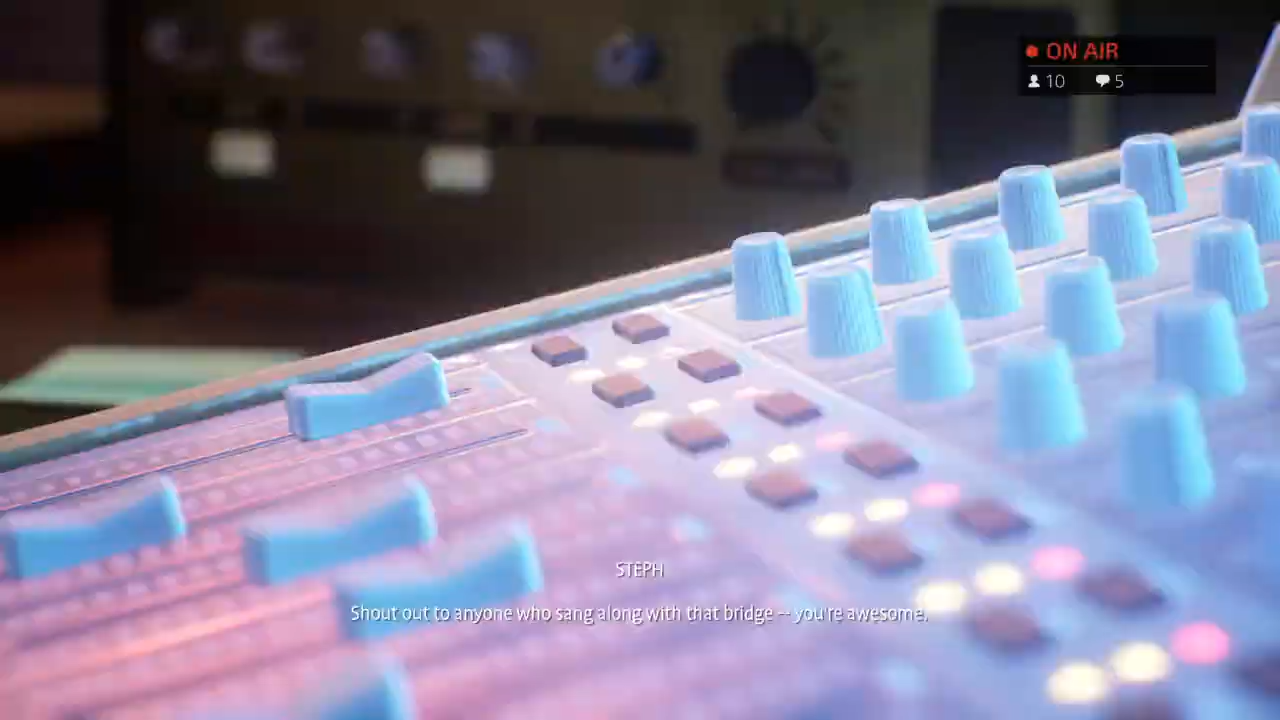 ON AIR
10 5
STEPH
Shout out to anyone who sang along with that bridge -- you're awesome.